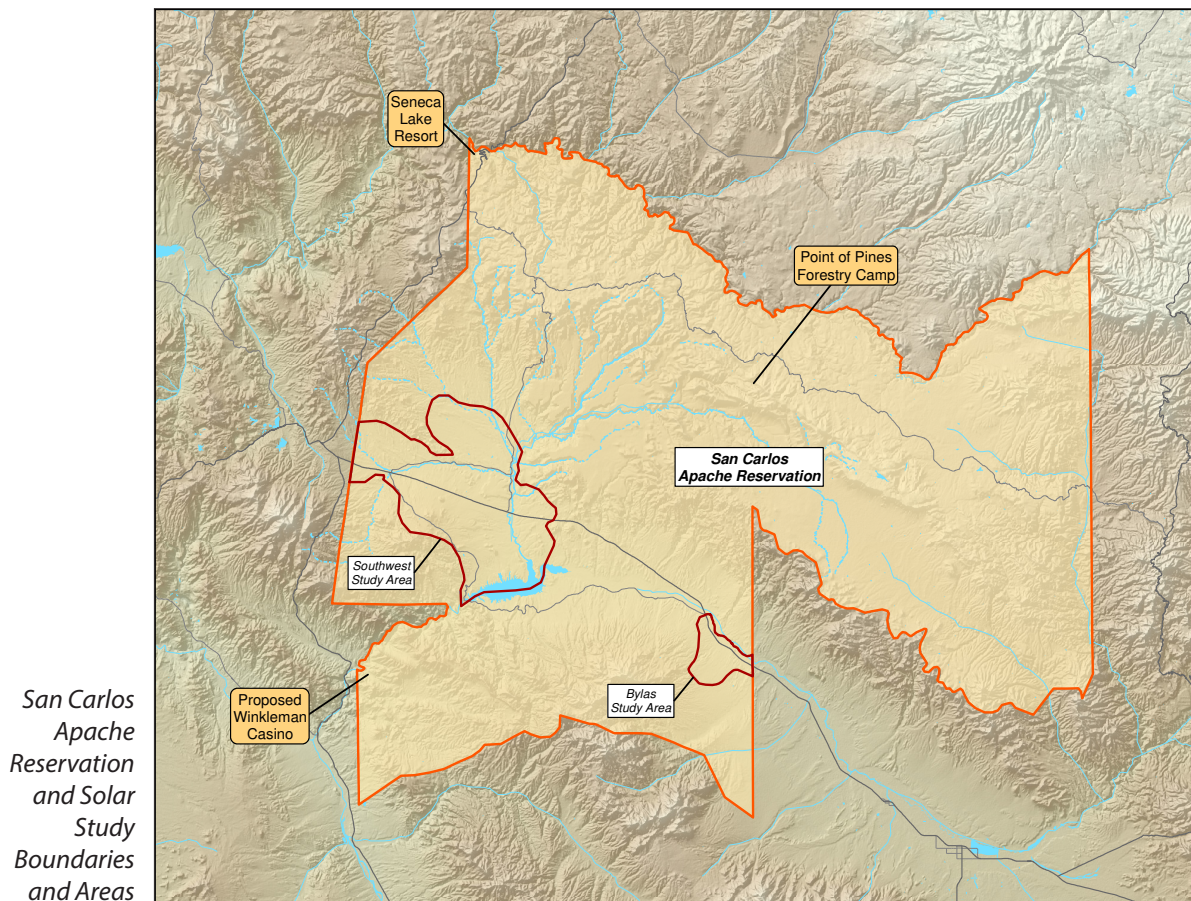 Seneca
Lake
Resort
Point of Pines
Forestry Camp
San Carlos
Apache Reservation
Southwest
Study Area
Bylas
Study Area
Proposed
Winkleman
Casino
San Carlos
Apache
Reservation
and Solar
Study
Boundaries
and Areas